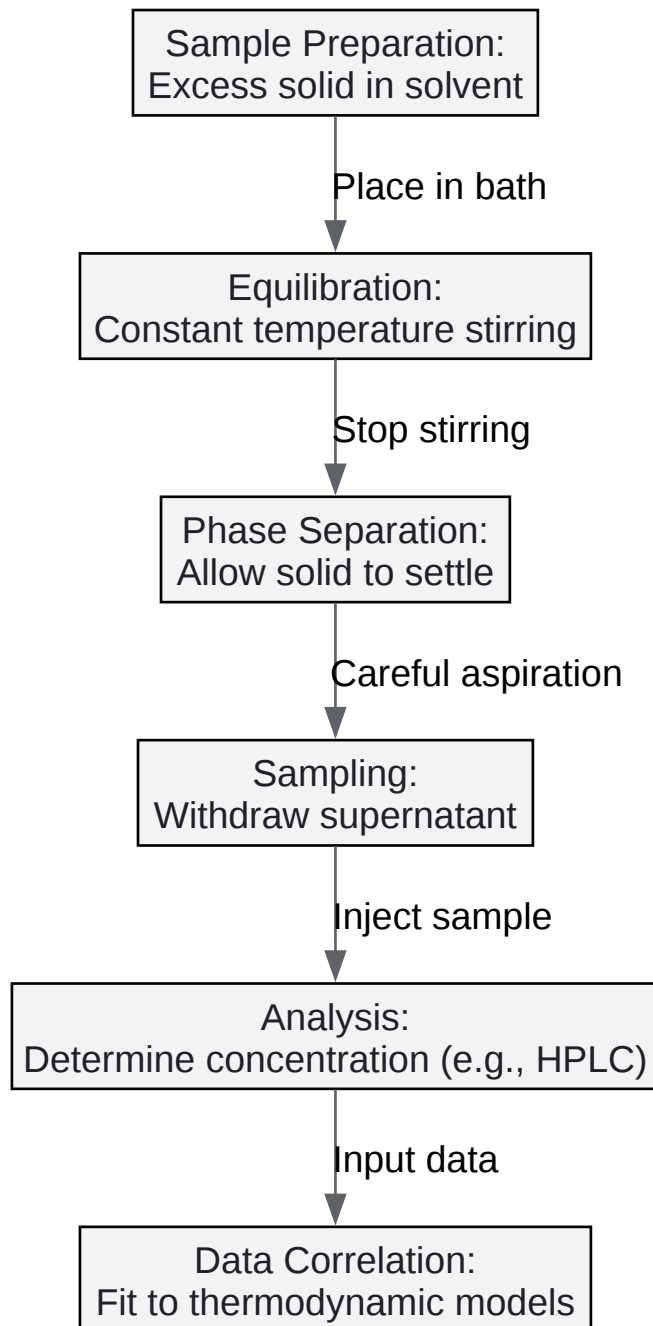 Sample Preparation:
Excess solid in solvent
Place in bath
Equilibration:
Constant temperature stirring
Stop stirring
Phase Separation:
Allow solid to settle
Careful aspiration
Sampling:
Withdraw supernatant
Inject sample
Analysis:
Determine concentration (e.g., HPLC)
Input data
Data Correlation:
Fit to thermodynamic models